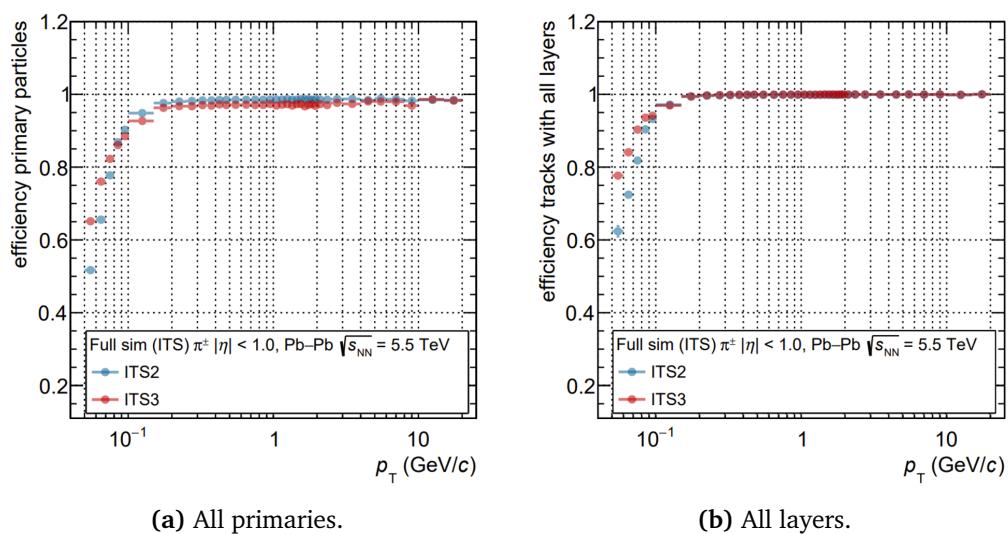 1.2
1
0.8
0.6
0.4
0.2
efficiency primary particles
Full sim (ITS) π± |η| < 1.0, Pb–Pb √sNN = 5.5 TeV
ITS2
ITS3
10−1
1
10
pT (GeV/c)
(a) All primaries.
1.2
1
0.8
0.6
0.4
0.2
efficiency tracks with all layers
Full sim (ITS) π± |η| < 1.0, Pb–Pb √sNN = 5.5 TeV
ITS2
ITS3
10−1
1
10
pT (GeV/c)
(b) All layers.